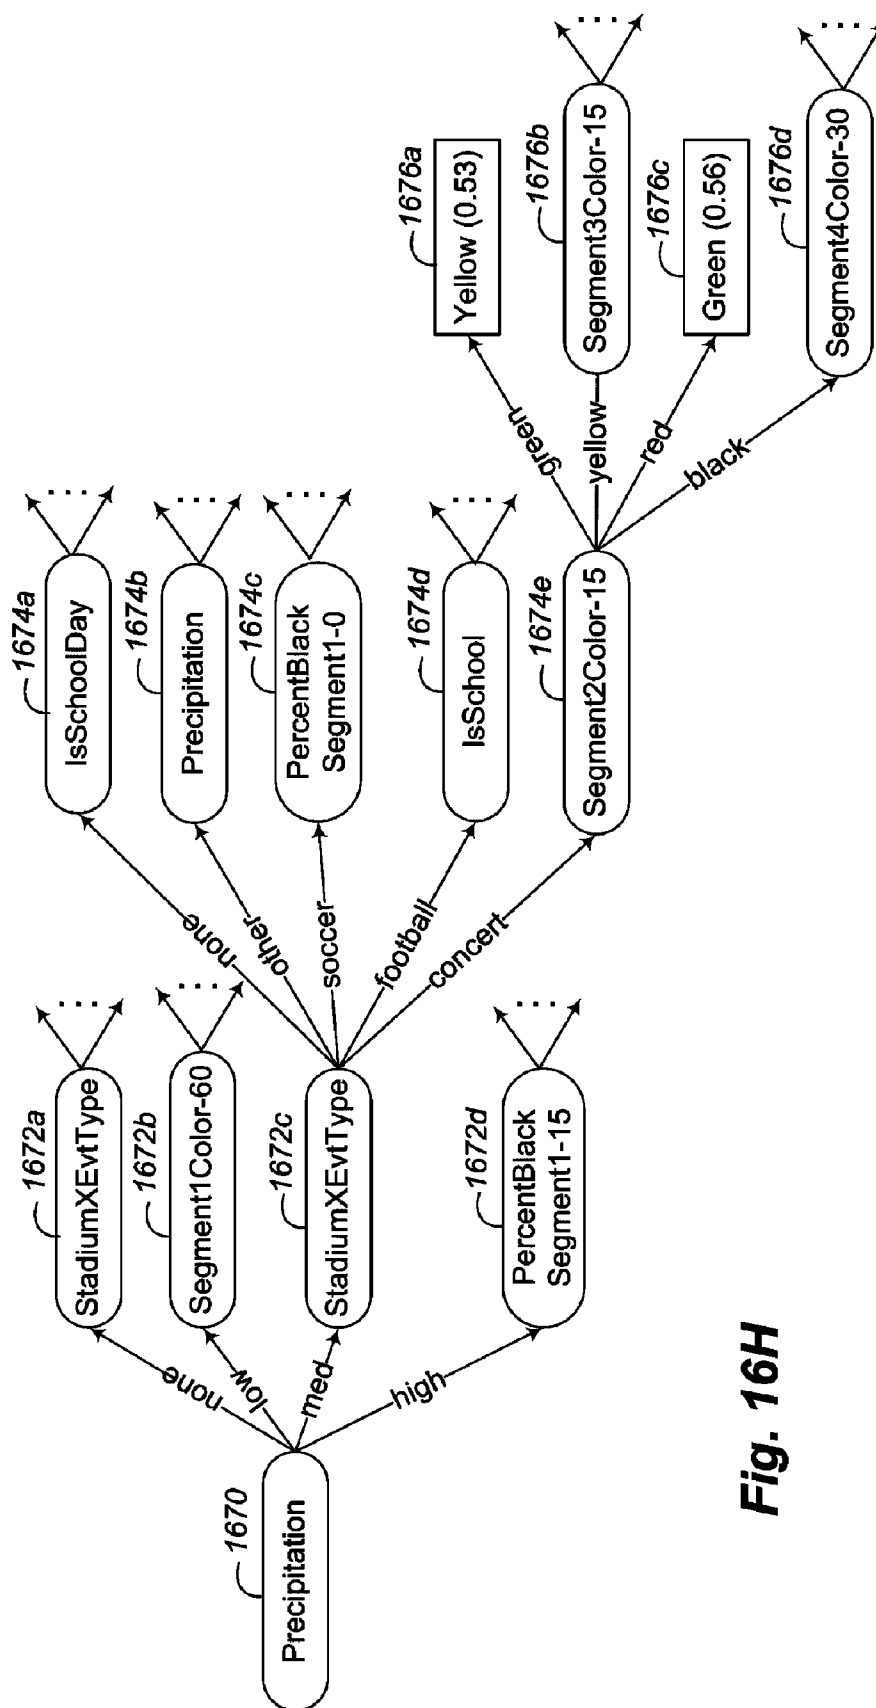 1670
Precipitation
none
low
med
high
1672a
StadiumXEvtType
1672b
Segment1Color-60
1672c
StadiumXEvtType
1672d
PercentBlack
Segment1-15
none
other
soccer
football
concert
1674a
IsSchoolDay
1674b
Precipitation
1674c
PercentBlack
Segment1-0
1674d
IsSchool
1674e
Segment2Color-15
green
yellow
red
black
1676a
Yellow (0.53)
1676b
Segment3Color-15
1676c
Green (0.56)
1676d
Segment4Color-30
Fig. 16H